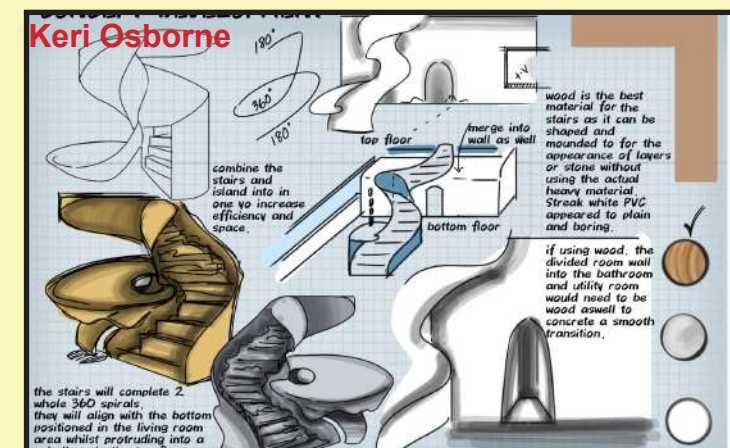 CONCEPT DEVELOPMENT
Keri Osborne
180°
360°
180°
top floor
merge into
wall as well
bottom floor
combine the
stairs and
island into in
one yo increase
efficiency and
space.
wood is the best
material for the
stairs as it can be
shaped and
mounded to for the
appearance of layers
or stone without
using the actual
heavy material.
Streak white PVC
appeared to plain
and boring.
if using wood, the
divided room wall
into the bathroom
and utility room
would need to be
wood aswell to
concrete a smooth
transition.
the stairs will complete 2
whole 360 spirals.
they will align with the bottom
positioned in the living room
area whilst protruding into a